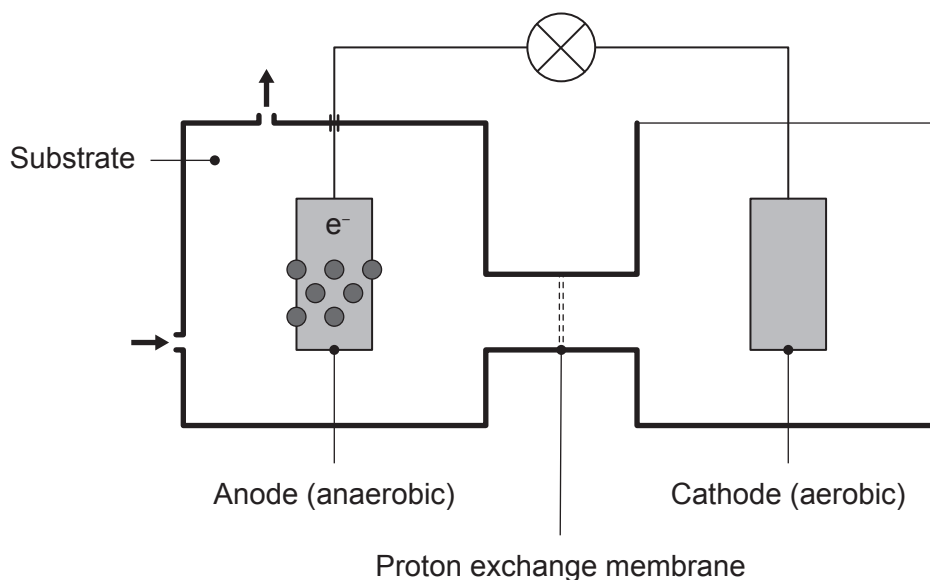 Substrate
e⁻
Anode (anaerobic)
Cathode (aerobic)
Proton exchange membrane